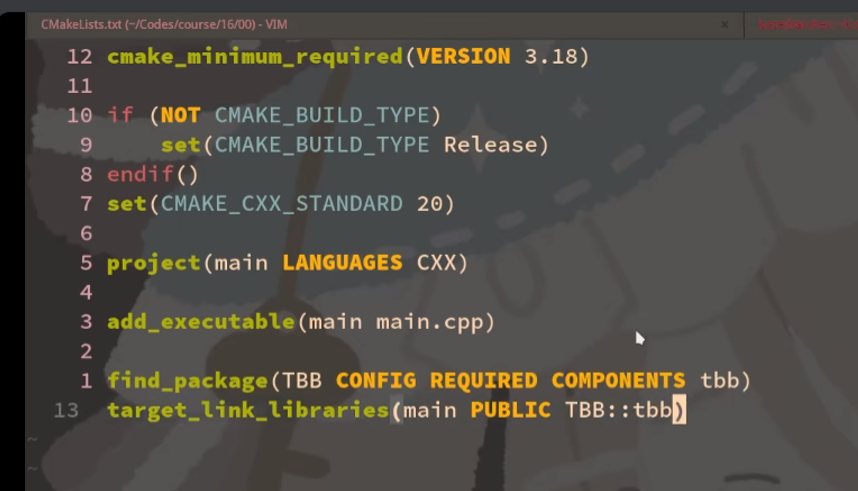 CMakeLists.txt (~/Codes/course/16/00) - VIM ×
12 cmake_minimum_required(VERSION 3.18)
11
10 if (NOT CMAKE_BUILD_TYPE)
9     set(CMAKE_BUILD_TYPE Release)
8 endif()
7 set(CMAKE_CXX_STANDARD 20)
6
5 project(main LANGUAGES CXX)
4
3 add_executable(main main.cpp)
2
1 find_package(TBB CONFIG REQUIRED COMPONENTS tbb)
13 target_link_libraries(main PUBLIC TBB::tbb)
~
~